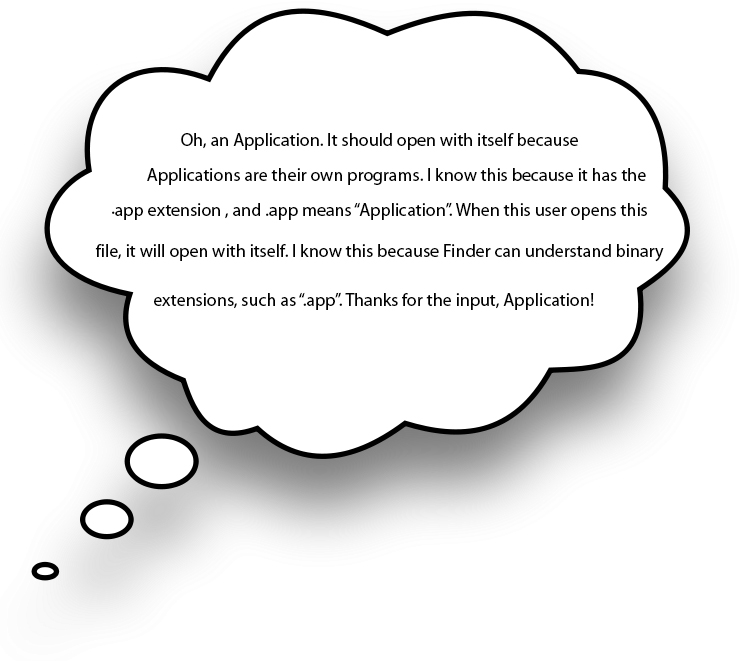 Oh, an Application. It should open with itself because
Applications are their own programs. I know this because it has the
.app extension , and .app means “Application”. When this user opens this
file, it will open with itself. I know this because Finder can understand binary
extensions, such as “.app”. Thanks for the input, Application!